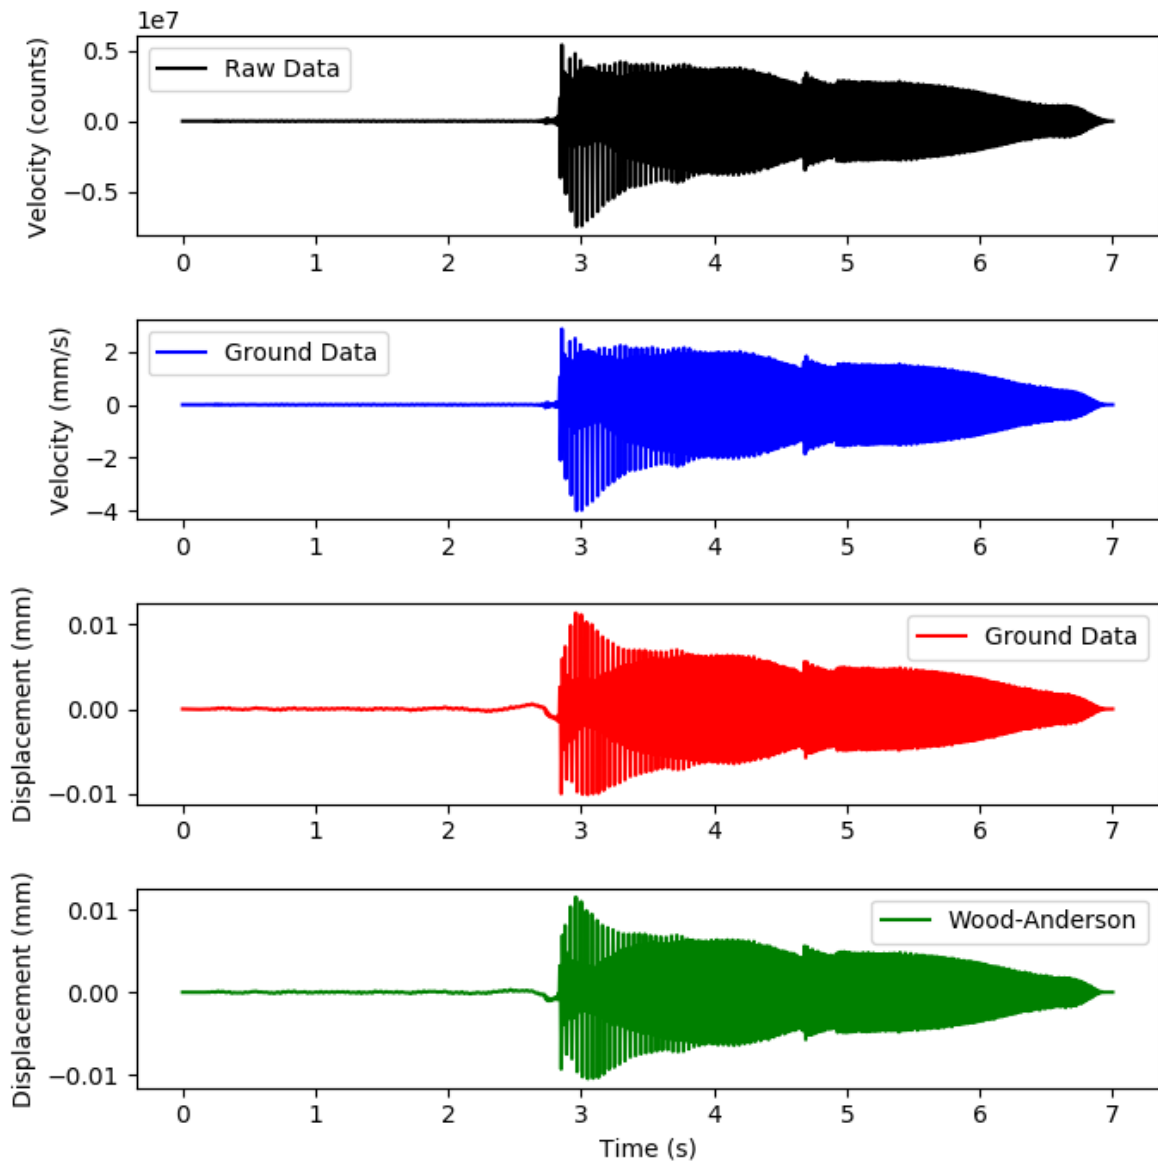 1e7
Velocity (counts)
0.5
0.0
−0.5
Raw Data
0 1 2 3 4 5 6 7
Velocity (mm/s)
2
0
−2
−4
Ground Data
0 1 2 3 4 5 6 7
Displacement (mm)
0.01
0.00
−0.01
Ground Data
0 1 2 3 4 5 6 7
Displacement (mm)
0.01
0.00
−0.01
Wood-Anderson
0 1 2 3 4 5 6 7
Time (s)